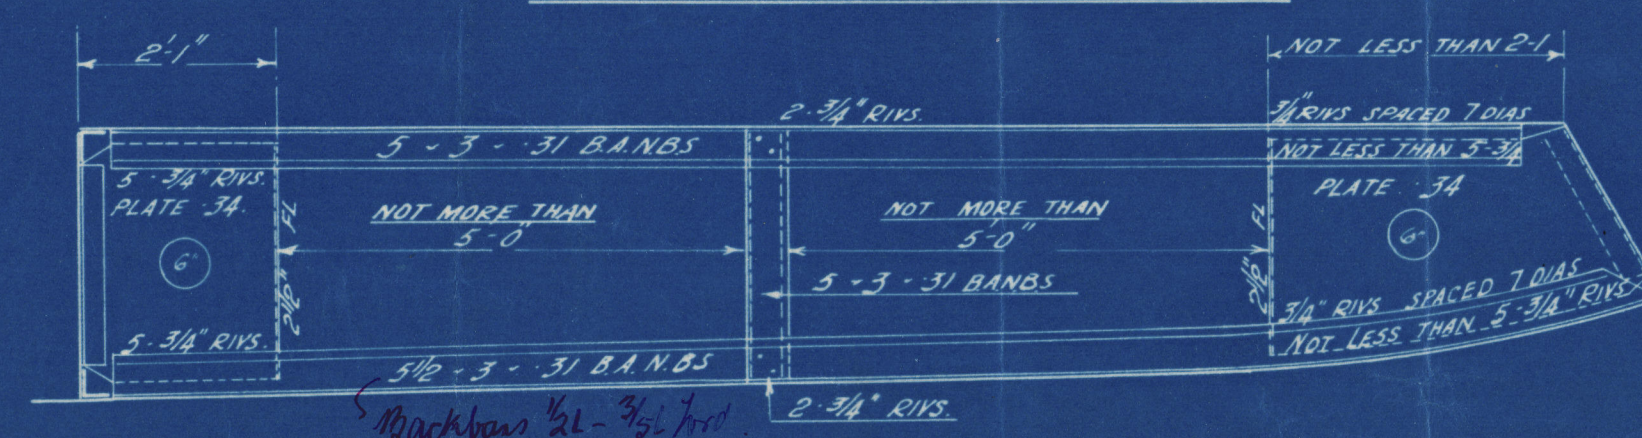 2'-1"
NOT LESS THAN 2-1
2-3/4" RIVS.
3/4" RIVS SPACED 7 DIAS
5 - 3 - .31 B.A.N.B.S
NOT LESS THAN 5-3/4
5-3/4" RIVS.
PLATE .34.
PLATE .34
NOT MORE THAN
5'-0"
NOT MORE THAN
5'-0"
2 1/2" FL
2 1/2" FL
6"
6"
5 - 3 - .31 BANBS
3/4" RIVS SPACED 7 DIAS
NOT LESS THAN 5-3/4" RIVS
5-3/4" RIVS.
5 1/2 - 3 - .31 B.A.N.B.S
2-3/4" RIVS.
Backbars 1/2L - 3/5L ford.